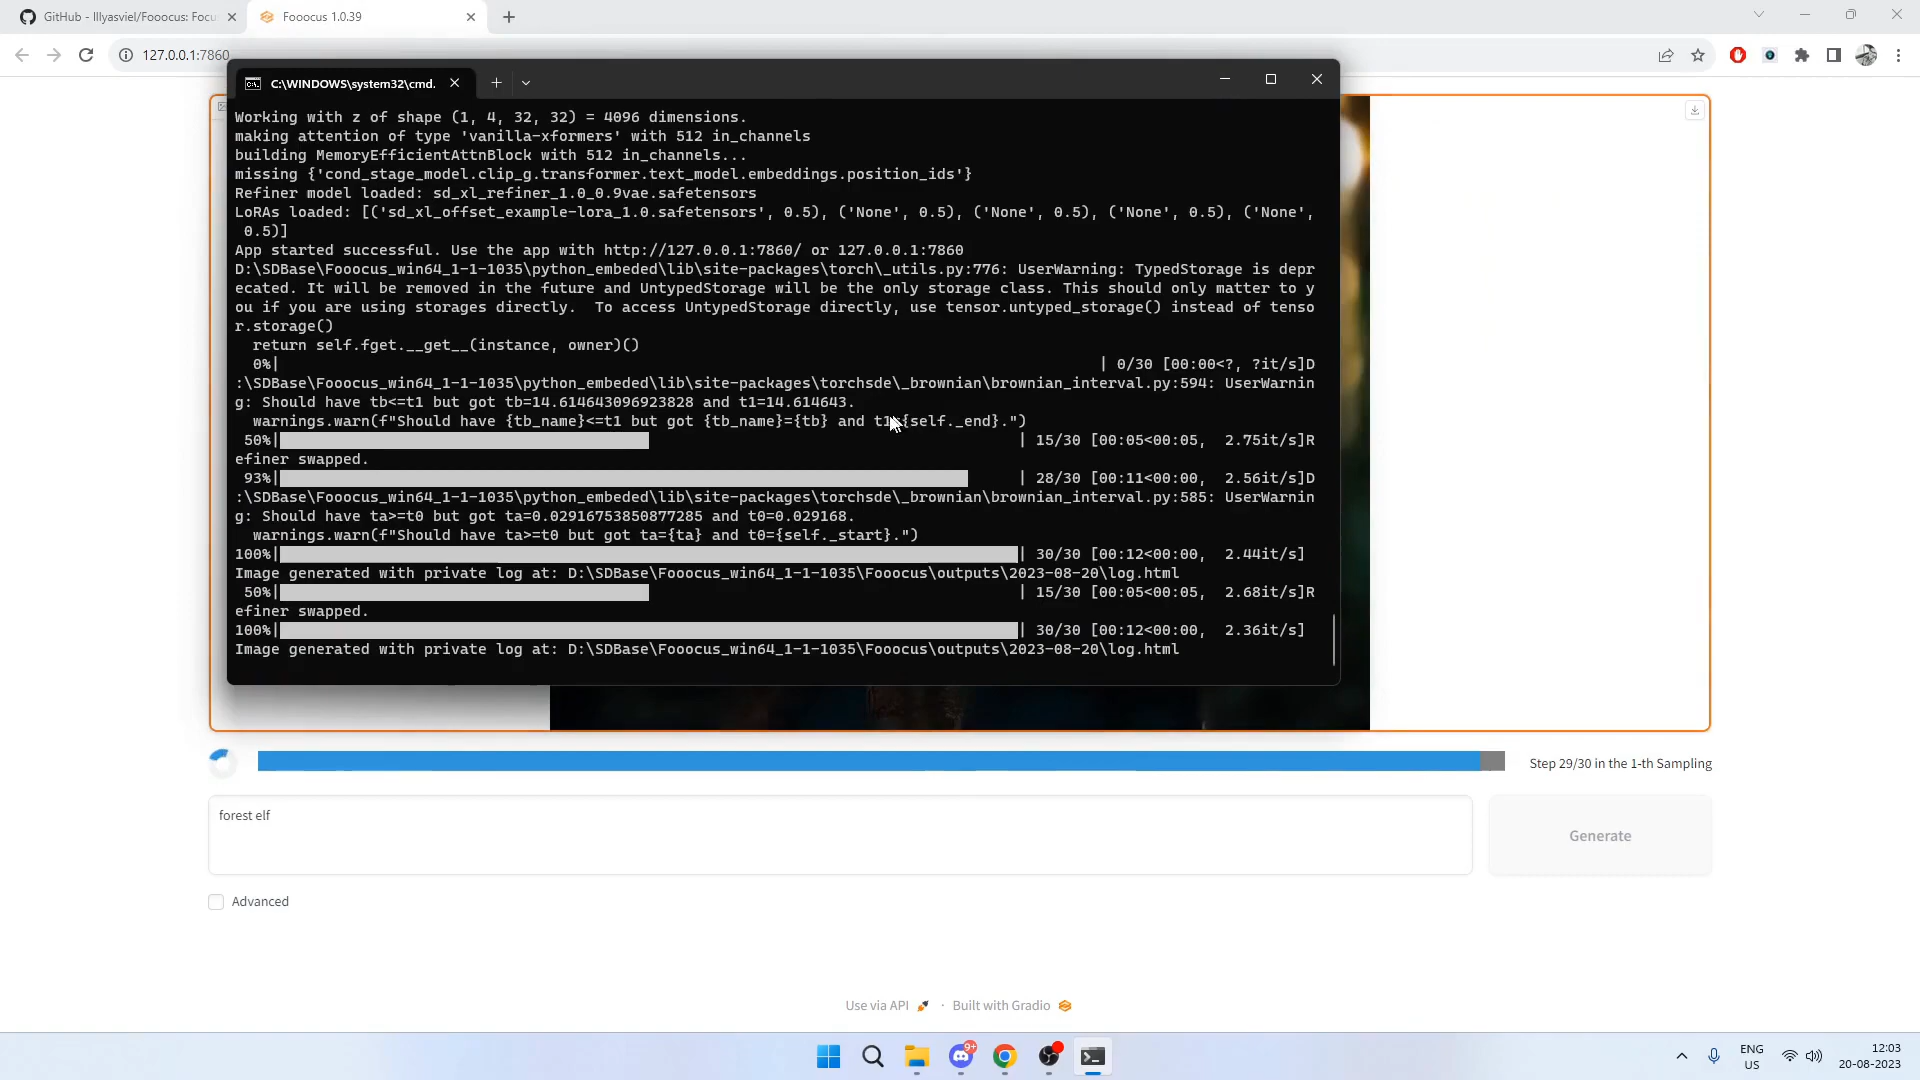 GitHub - lllyasviel/Fooocus: Focu
Fooocus 1.0.39
127.0.0.1:7860
C:\WINDOWS\system32\cmd.
Working with z of shape (1, 4, 32, 32) = 4096 dimensions.
making attention of type 'vanilla-xformers' with 512 in_channels
building MemoryEfficientAttnBlock with 512 in_channels...
missing {'cond_stage_model.clip_g.transformer.text_model.embeddings.position_ids'}
Refiner model loaded: sd_xl_refiner_1.0_0.9vae.safetensors
LoRAs loaded: [('sd_xl_offset_example-lora_1.0.safetensors', 0.5), ('None', 0.5), ('None', 0.5), ('None', 0.5), ('None',
0.5)]
App started successful. Use the app with http://127.0.0.1:7860/ or 127.0.0.1:7860
D:\SDBase\Fooocus_win64_1-1-1035\python_embeded\lib\site-packages\torch\_utils.py:776: UserWarning: TypedStorage is depr
ecated. It will be removed in the future and UntypedStorage will be the only storage class. This should only matter to y
ou if you are using storages directly.  To access UntypedStorage directly, use tensor.untyped_storage() instead of tenso
r.storage()
return self.fget.__get__(instance, owner)()
0%| | 0/30 [00:00<?, ?it/s]D
:\SDBase\Fooocus_win64_1-1-1035\python_embeded\lib\site-packages\torchsde\_brownian\brownian_interval.py:594: UserWarnin
g: Should have tb<=t1 but got tb=14.614643096923828 and t1=14.614643.
warnings.warn(f"Should have {tb_name}<=t1 but got {tb_name}={tb} and t1={self._end}.")
50%| | 15/30 [00:05<00:05,  2.75it/s]R
efiner swapped.
93%| | 28/30 [00:11<00:00,  2.56it/s]D
:\SDBase\Fooocus_win64_1-1-1035\python_embeded\lib\site-packages\torchsde\_brownian\brownian_interval.py:585: UserWarnin
g: Should have ta>=t0 but got ta=0.02916753850877285 and t0=0.029168.
warnings.warn(f"Should have ta>=t0 but got ta={ta} and t0={self._start}.")
100%| | 30/30 [00:12<00:00,  2.44it/s]
Image generated with private log at: D:\SDBase\Fooocus_win64_1-1-1035\Fooocus\outputs\2023-08-20\log.html
50%| | 15/30 [00:05<00:05,  2.68it/s]R
efiner swapped.
100%| | 30/30 [00:12<00:00,  2.36it/s]
Image generated with private log at: D:\SDBase\Fooocus_win64_1-1-1035\Fooocus\outputs\2023-08-20\log.html
Step 29/30 in the 1-th Sampling
forest elf
Generate
Advanced
Use via API · Built with Gradio
9+
ENG
US
12:03
20-08-2023